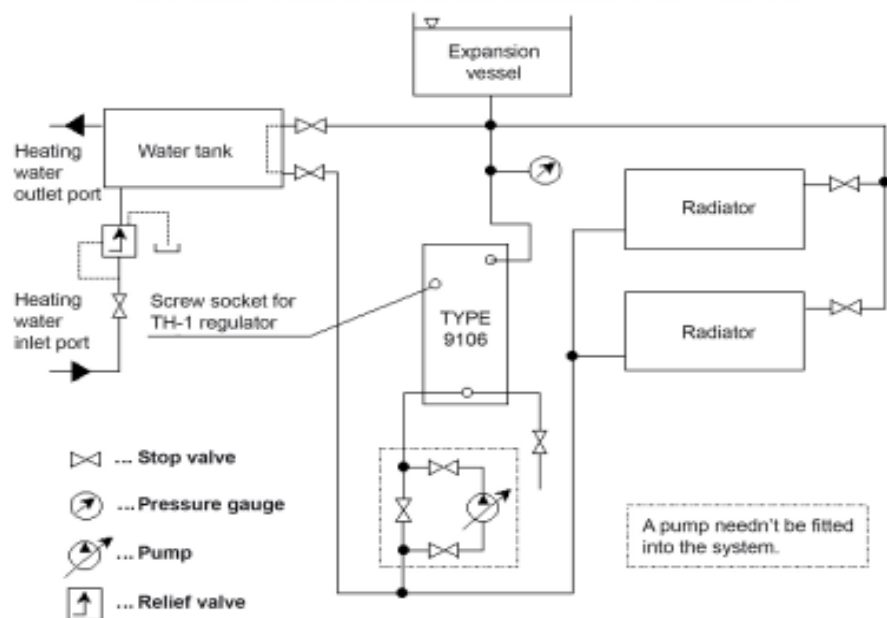 Expansion
vessel
Heating
water
outlet port
Water tank
Radiator
Heating
water
inlet port
Screw socket for
TH-1 regulator
TYPE
9106
Radiator
... Stop valve
... Pressure gauge
... Pump
... Relief valve
A pump needn't be fitted
into the system.